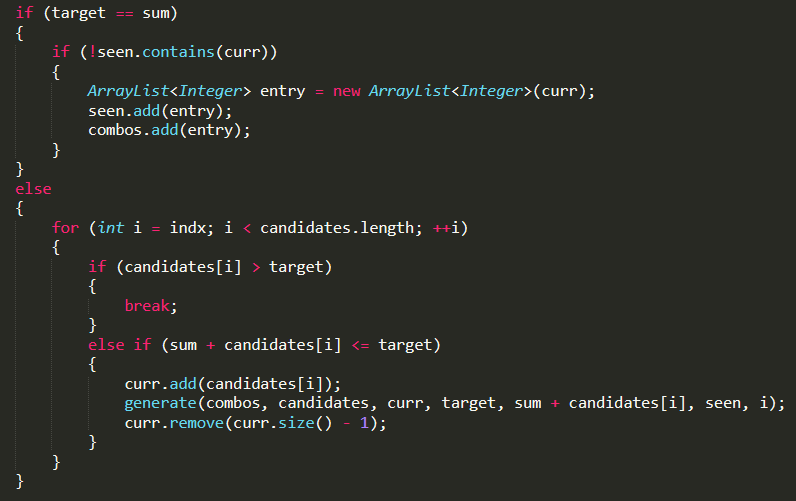 if (target == sum)
{
    if (!seen.contains(curr))
    {
        ArrayList<Integer> entry = new ArrayList<Integer>(curr);
        seen.add(entry);
        combos.add(entry);
    }
}
else
{
    for (int i = indx; i < candidates.length; ++i)
    {
        if (candidates[i] > target)
        {
            break;
        }
        else if (sum + candidates[i] <= target)
        {
            curr.add(candidates[i]);
            generate(combos, candidates, curr, target, sum + candidates[i], seen, i);
            curr.remove(curr.size() - 1);
        }
    }
}